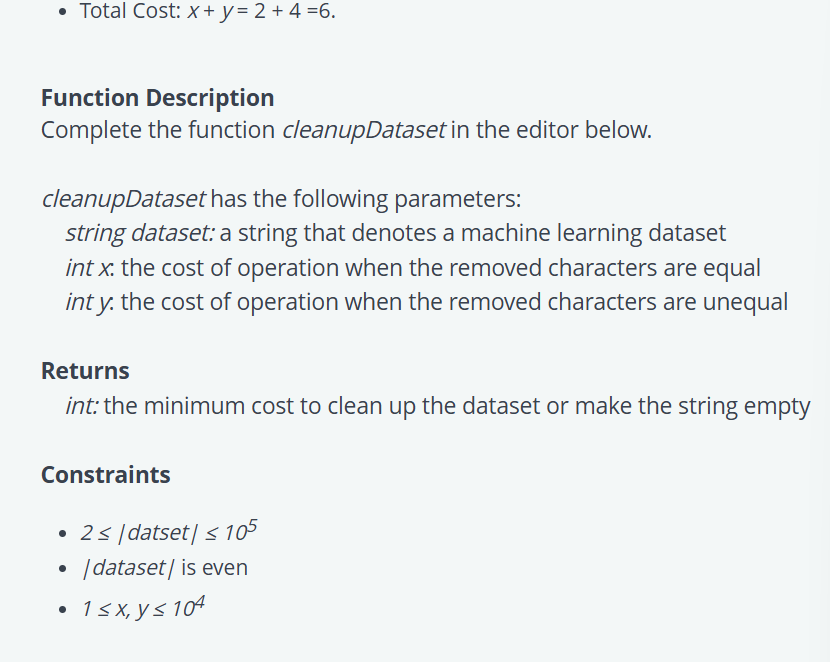 • Total Cost: x + y = 2 + 4 =6.
Function Description
Complete the function cleanupDataset in the editor below.
cleanupDataset has the following parameters:
string dataset: a string that denotes a machine learning dataset
int x: the cost of operation when the removed characters are equal
int y: the cost of operation when the removed characters are unequal
Returns
int: the minimum cost to clean up the dataset or make the string empty
Constraints
• 2 ≤ |datset| ≤ 10^5
• |dataset| is even
• 1 ≤ x, y ≤ 10^4